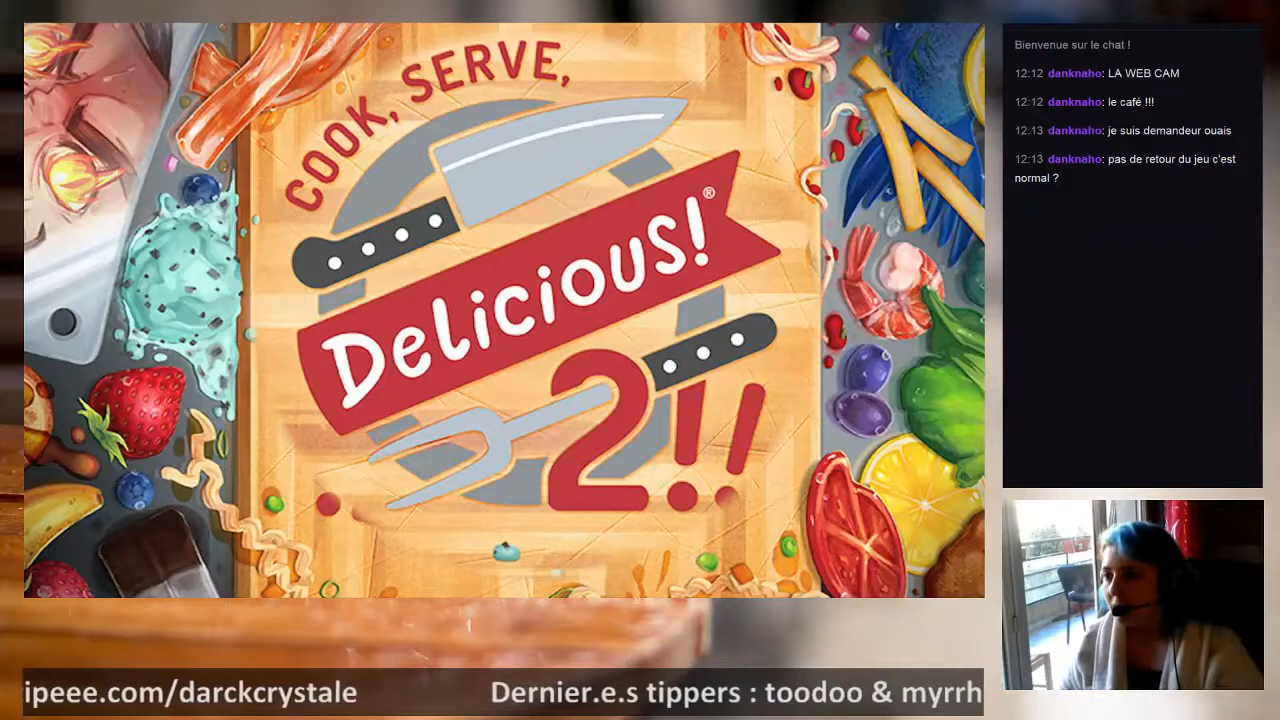 COOK, SERVE,
Delicious!®
2!!
Bienvenue sur le chat !
12:12 danknaho: LA WEB CAM
12:12 danknaho: le café !!!
12:13 danknaho: je suis demandeur ouais
12:13 danknaho: pas de retour du jeu c'est
normal ?
ipeee.com/darckcrystale Dernier.e.s tippers : toodoo & myrrh